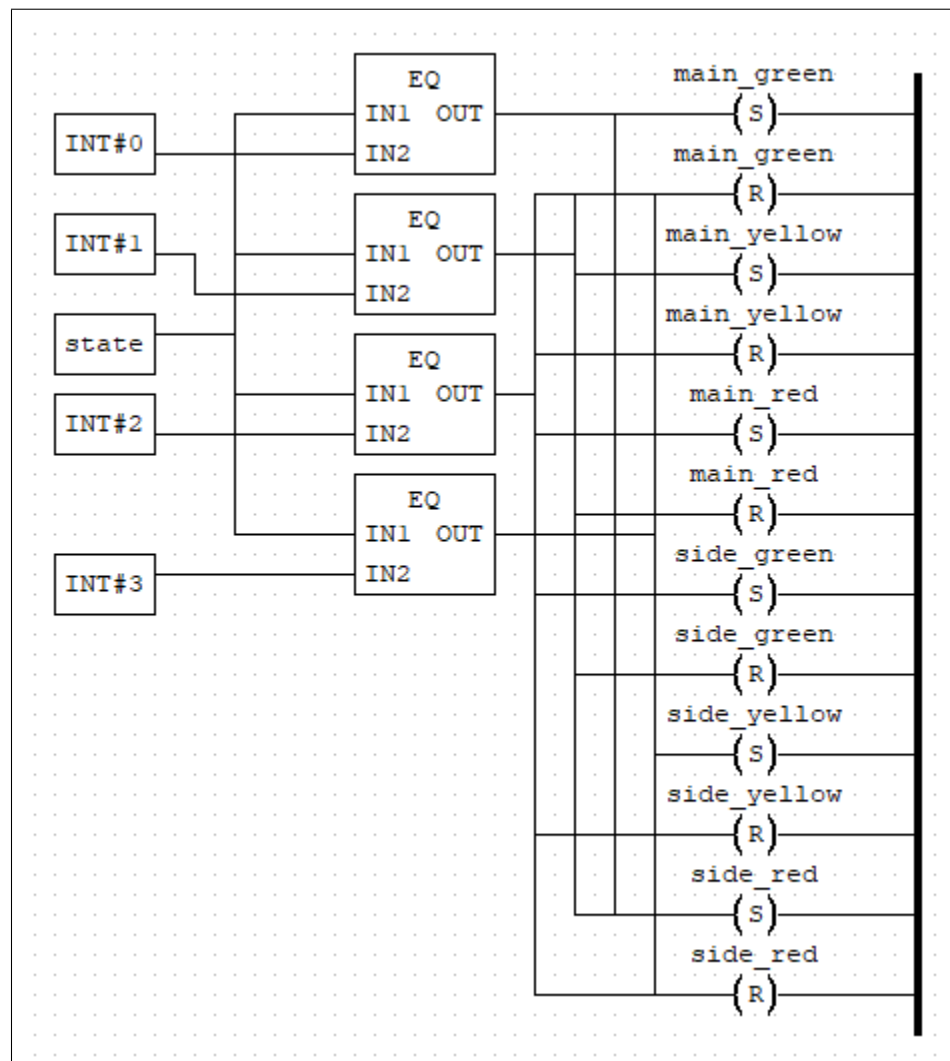 INT#0
INT#1
state
INT#2
INT#3
EQ
IN1 OUT
IN2
EQ
IN1 OUT
IN2
EQ
IN1 OUT
IN2
EQ
IN1 OUT
IN2
main_green
(S)
main_green
(R)
main_yellow
(S)
main_yellow
(R)
main_red
(S)
main_red
(R)
side_green
(S)
side_green
(R)
side_yellow
(S)
side_yellow
(R)
side_red
(S)
side_red
(R)